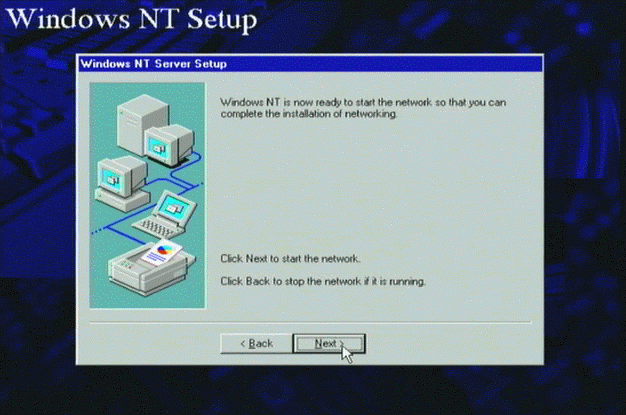 Windows NT Setup
Windows NT Server Setup
Windows NT is now ready to start the network so that you can
complete the installation of networking.
Click Next to start the network.
Click Back to stop the network if it is running.
< Back
Next >